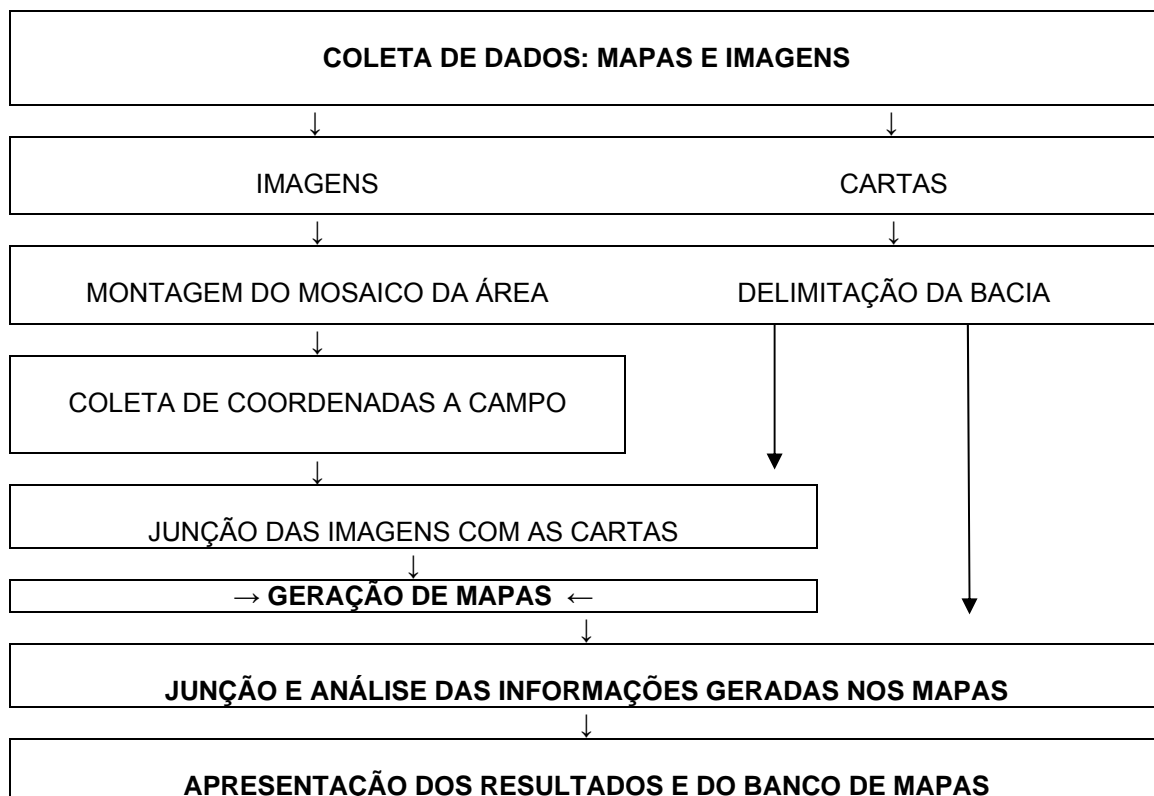 COLETA DE DADOS: MAPAS E IMAGENS
↓ ↓
IMAGENS CARTAS
↓ ↓
MONTAGEM DO MOSAICO DA ÁREA DELIMITAÇÃO DA BACIA
↓
COLETA DE COORDENADAS A CAMPO
↓
JUNÇÃO DAS IMAGENS COM AS CARTAS
↓
→ GERAÇÃO DE MAPAS ←
↓
JUNÇÃO E ANÁLISE DAS INFORMAÇÕES GERADAS NOS MAPAS
↓
APRESENTAÇÃO DOS RESULTADOS E DO BANCO DE MAPAS